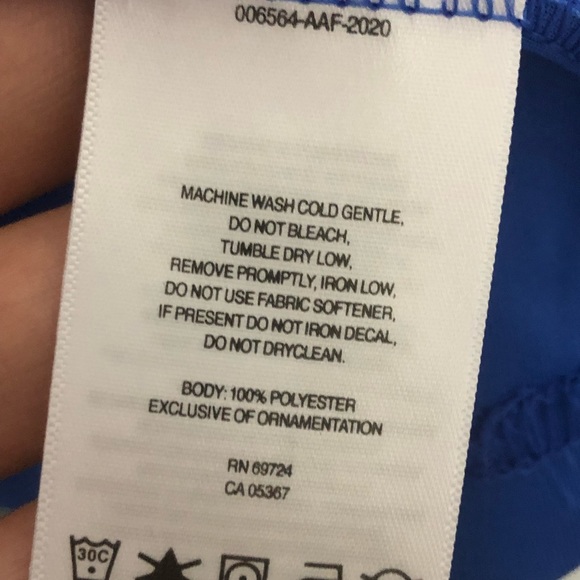 006564-AAF-2020
MACHINE WASH COLD GENTLE,
DO NOT BLEACH,
TUMBLE DRY LOW,
REMOVE PROMPTLY, IRON LOW,
DO NOT USE FABRIC SOFTENER,
IF PRESENT DO NOT IRON DECAL,
DO NOT DRYCLEAN.
BODY: 100% POLYESTER
EXCLUSIVE OF ORNAMENTATION
RN 69724
CA 05367
30C